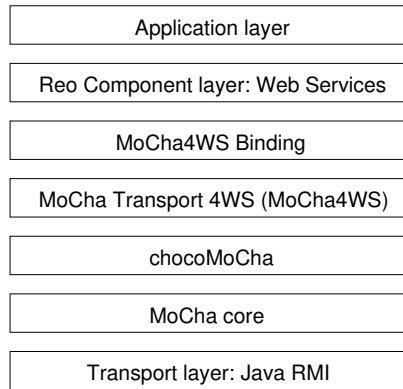 Application layer
Reo Component layer: Web Services
MoCha4WS Binding
MoCha Transport 4WS (MoCha4WS)
chocoMoCha
MoCha core
Transport layer: Java RMI